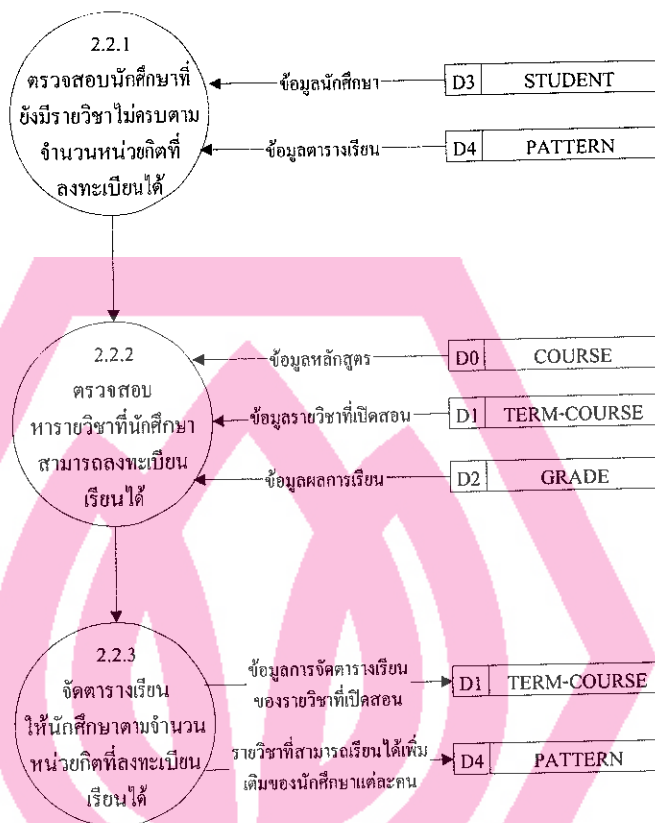 2.2.1
ตรวจสอบนักศึกษาที่
ยังมีรายวิชาไม่ครบตาม
จำนวนหน่วยกิตที่
ลงทะเบียนได้
ข้อมูลนักศึกษา
D3 STUDENT
ข้อมูลตารางเรียน
D4 PATTERN
2.2.2
ตรวจสอบ
หารายวิชาที่นักศึกษา
สามารถลงทะเบียน
เรียนได้
ข้อมูลหลักสูตร
D0 COURSE
ข้อมูลรายวิชาที่เปิดสอน
D1 TERM-COURSE
ข้อมูลผลการเรียน
D2 GRADE
2.2.3
จัดตารางเรียน
ให้นักศึกษาตามจำนวน
หน่วยกิตที่ลงทะเบียน
เรียนได้
ข้อมูลการจัดตารางเรียน
ของรายวิชาที่เปิดสอน
D1 TERM-COURSE
รายวิชาที่สามารถเรียนได้เพิ่ม
เติมของนักศึกษาแต่ละคน
D4 PATTERN